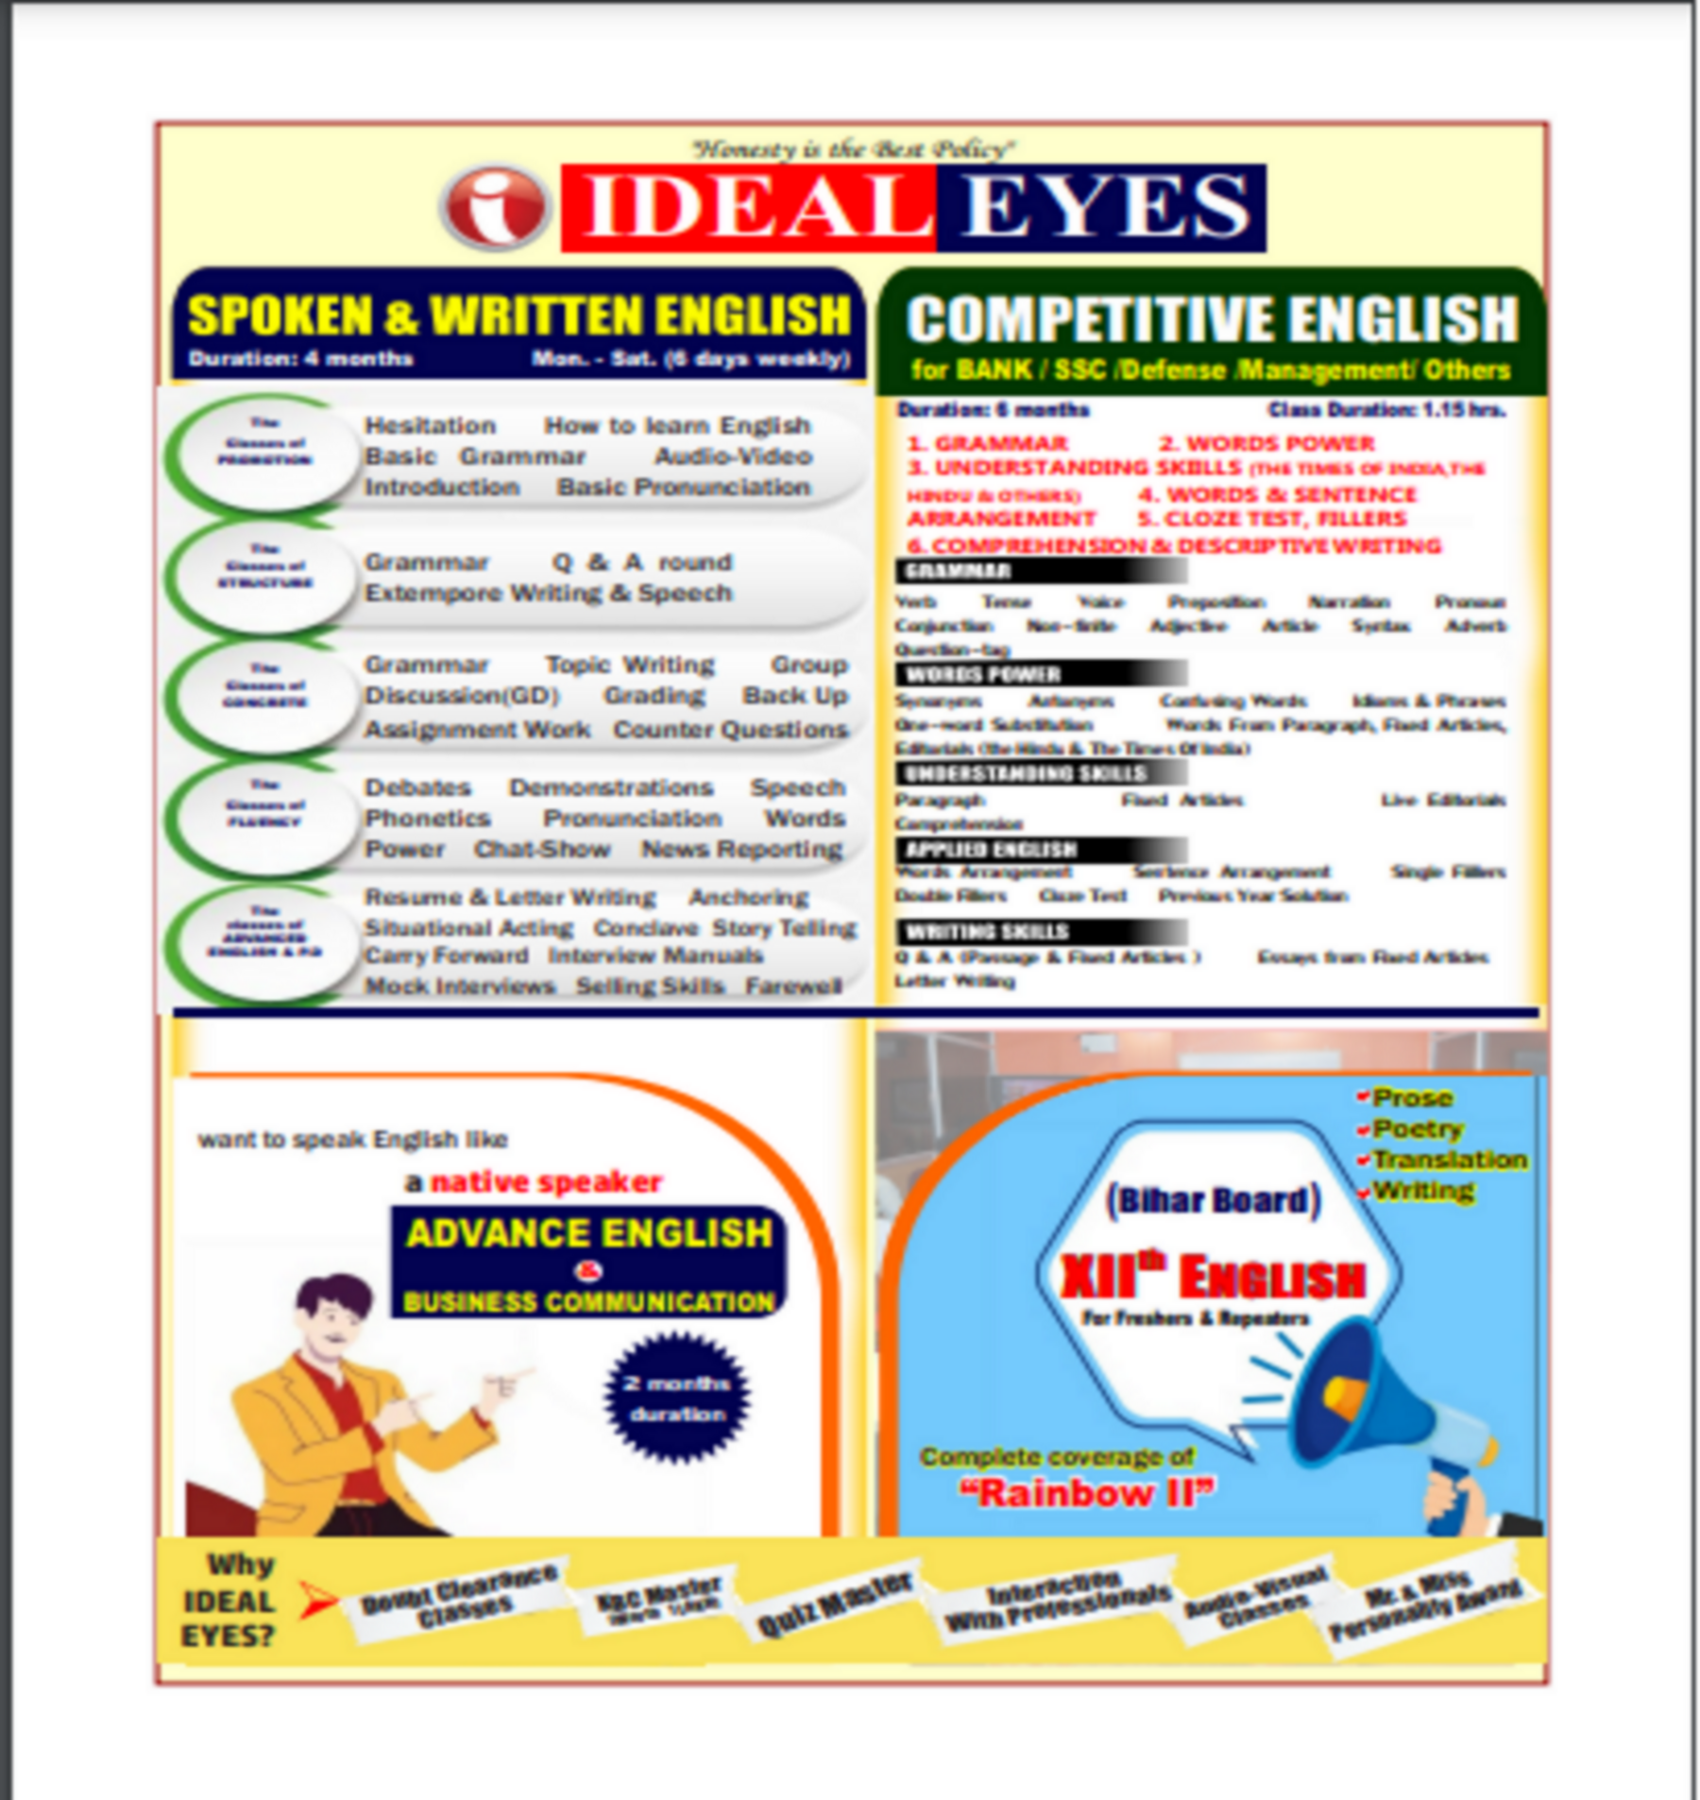 "Honesty is the Best Policy"
i IDEAL EYES
SPOKEN & WRITTEN ENGLISH
Duration: 4 months Mon. - Sat. (6 days weekly)
The
Classes of
PROMOTION
Hesitation How to learn English
Basic Grammar Audio-Video
Introduction Basic Pronunciation
The
Classes of
STRUCTURE
Grammar Q & A round
Extempore Writing & Speech
The
Classes of
CONCRETE
Grammar Topic Writing Group
Discussion(GD) Grading Back Up
Assignment Work Counter Questions
The
Classes of
FLUENCY
Debates Demonstrations Speech
Phonetics Pronunciation Words
Power Chat-Show News Reporting
The
classes of
ADVANCED
ENGLISH & P.D
Resume & Letter Writing Anchoring
Situational Acting Conclave Story Telling
Carry Forward Interview Manuals
Mock Interviews Selling Skills Farewell
COMPETITIVE ENGLISH
for BANK / SSC /Defense /Management/ Others
Duration: 6 months Class Duration: 1.15 hrs.
1. GRAMMAR 2. WORDS POWER
3. UNDERSTANDING SKILLS (THE TIMES OF INDIA,THE
HINDU & OTHERS) 4. WORDS & SENTENCE
ARRANGEMENT 5. CLOZE TEST, FILLERS
6. COMPREHENSION & DESCRIPTIVE WRITING
GRAMMAR
Verb Tense Voice Preposition Narration Pronoun
Conjunction Non-finite Adjective Article Syntax Adverb
Question-tag
WORDS POWER
Synonyms Antonyms Confusing Words Idioms & Phrases
One-word Substitution Words From Paragraph, Fixed Articles,
Editorials (the Hindu & The Times Of India)
UNDERSTANDING SKILLS
Paragraph Fixed Articles Live Editorials
Comprehension
APPLIED ENGLISH
Words Arrangement Sentence Arrangement Single Fillers
Double Fillers Cloze Test Previous Year Solution
WRITING SKILLS
Q & A (Passage & Fixed Articles ) Essays from Fixed Articles
Letter Writing
want to speak English like
a native speaker
ADVANCE ENGLISH
&
BUSINESS COMMUNICATION
2 months
duration
Prose
Poetry
Translation
Writing
(Bihar Board)
XIIth ENGLISH
For Freshers & Repeaters
Complete coverage of
“Rainbow II”
Why
IDEAL
EYES?
Doubt Clearance
Classes
Master
Quiz Master
Interaction
With Professionals
Audio-Visual
Classes
Mr. & Miss
Personality Award